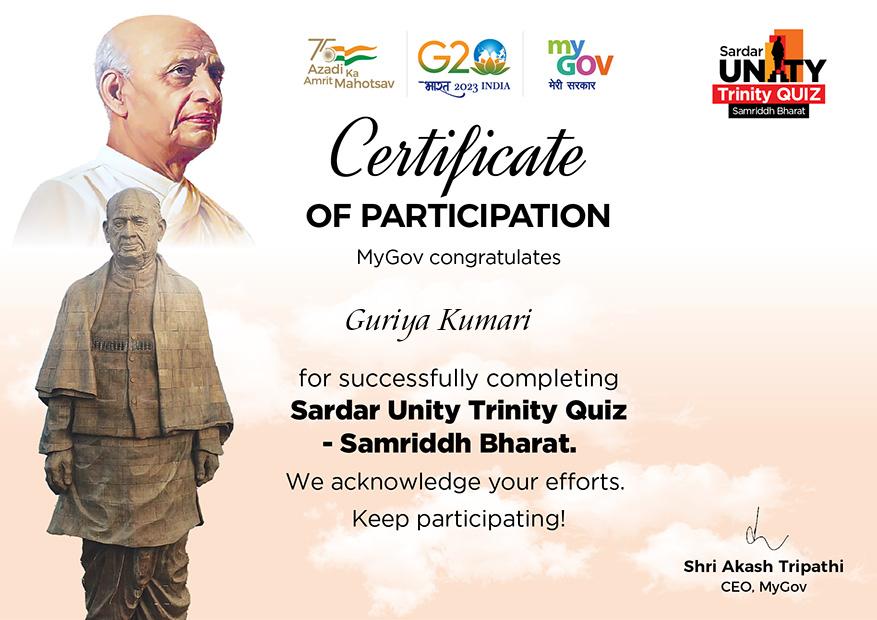 75
Azadi Ka
Amrit Mahotsav
G20
भारत 2023 INDIA
my
GOV
मेरी सरकार
Sardar
UNITY
Trinity QUIZ
Samriddh Bharat
Certificate
OF PARTICIPATION
MyGov congratulates
Guriya Kumari
for successfully completing
Sardar Unity Trinity Quiz
- Samriddh Bharat.
We acknowledge your efforts.
Keep participating!
Shri Akash Tripathi
CEO, MyGov